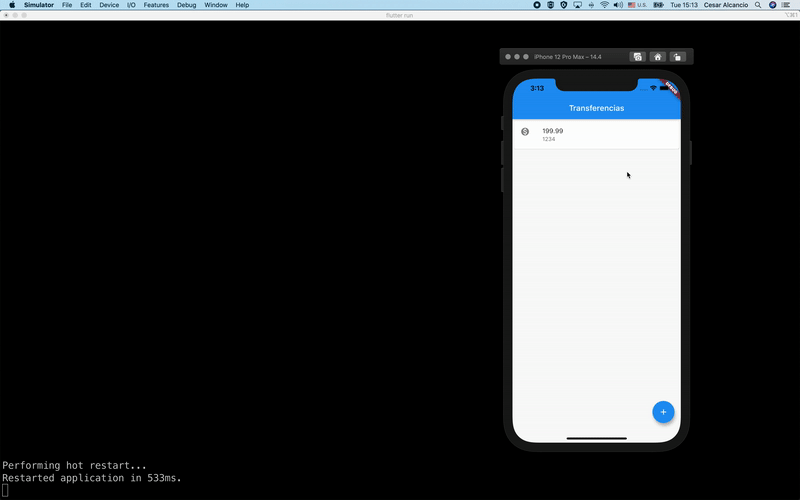 Simulator File Edit Device I/O Features Debug Window Help U.S. Tue 15:13 Cesar Alcancio
flutter run
iPhone 12 Pro Max – 14.4
3:13
DEBUG
Transferencias
199.99
1234
+
Performing hot restart...
Restarted application in 533ms.